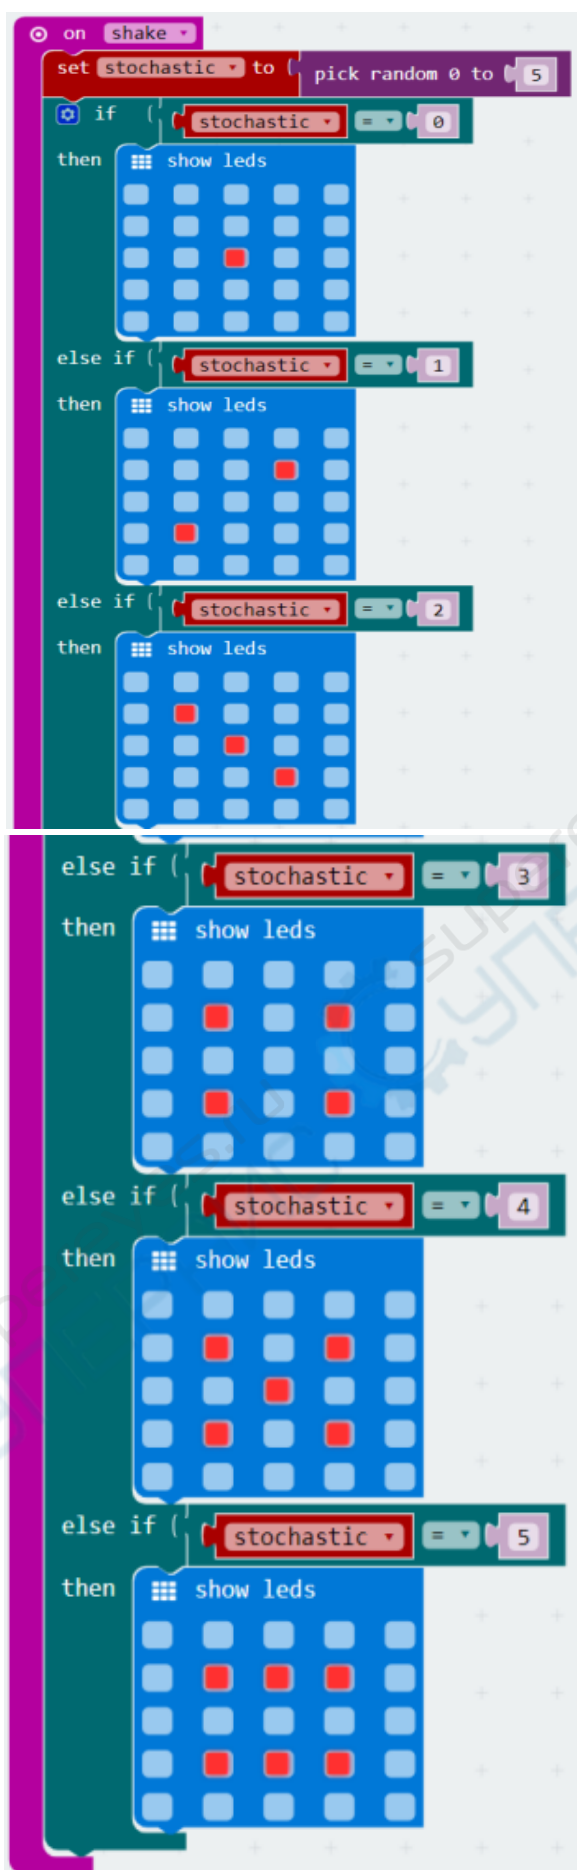 on shake
set stochastic to pick random 0 to 5
if stochastic = 0
then show leds
else if stochastic = 1
then show leds
else if stochastic = 2
then show leds
else if stochastic = 3
then show leds
else if stochastic = 4
then show leds
else if stochastic = 5
then show leds